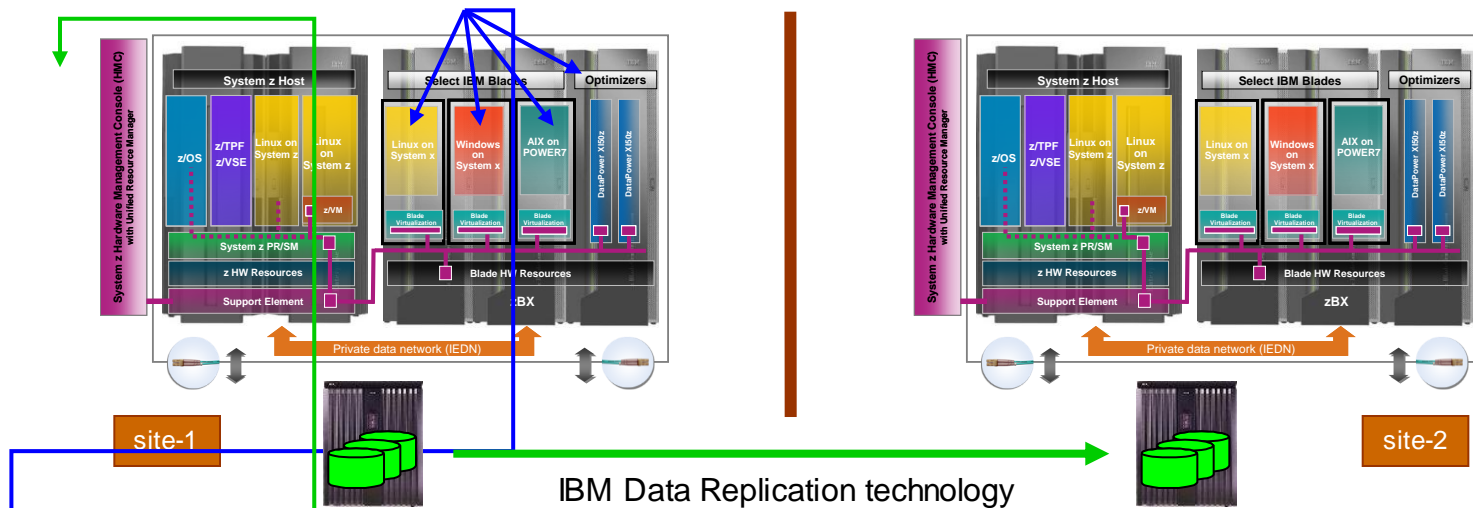 System z Hardware Management Console (HMC)
with Unified Resource Manager
System z Host
Select IBM Blades
Optimizers
z/OS
z/TPF
z/VSE
Linux on
System z
Linux
on
System z
z/VM
Linux on
System x
Windows
on
System x
AIX on
POWER7
Blade
Virtualization
Blade
Virtualization
Blade
Virtualization
DataPower XI50z
DataPower XI50z
System z PR/SM
z HW Resources
Support Element
Blade HW Resources
zBX
Private data network (IEDN)
site-1
System z Hardware Management Console (HMC)
with Unified Resource Manager
System z Host
Select IBM Blades
Optimizers
z/OS
z/TPF
z/VSE
Linux on
System z
Linux
on
System z
z/VM
Linux on
System x
Windows
on
System x
AIX on
POWER7
Blade
Virtualization
Blade
Virtualization
Blade
Virtualization
DataPower XI50z
DataPower XI50z
System z PR/SM
z HW Resources
Support Element
Blade HW Resources
zBX
Private data network (IEDN)
site-2
IBM Data Replication technology